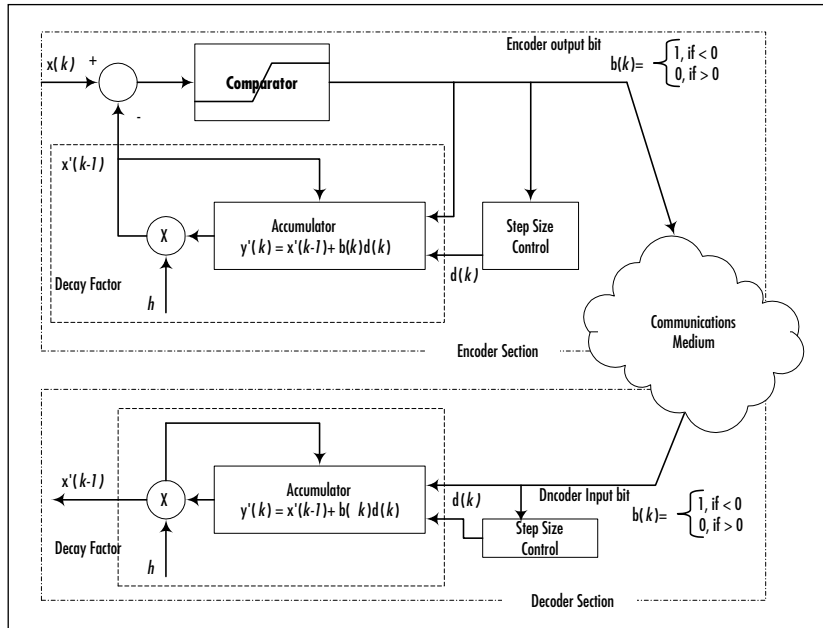 Encoder output bit
b(k)= 1, if < 0
0, if > 0
x(k) +
Comparator
-
x'(k-1)
Accumulator
y'(k) = x'(k-1)+ b(k)d(k)
Step Size
Control
X
d(k)
Decay Factor
h
Communications
Medium
Encoder Section
x'(k-1)
X
Accumulator
y'(k) = x'(k-1)+ b( k)d(k)
d(k)
Dncoder Input bit
b(k)= 1, if < 0
0, if > 0
Step Size
Control
Decay Factor
h
Decoder Section